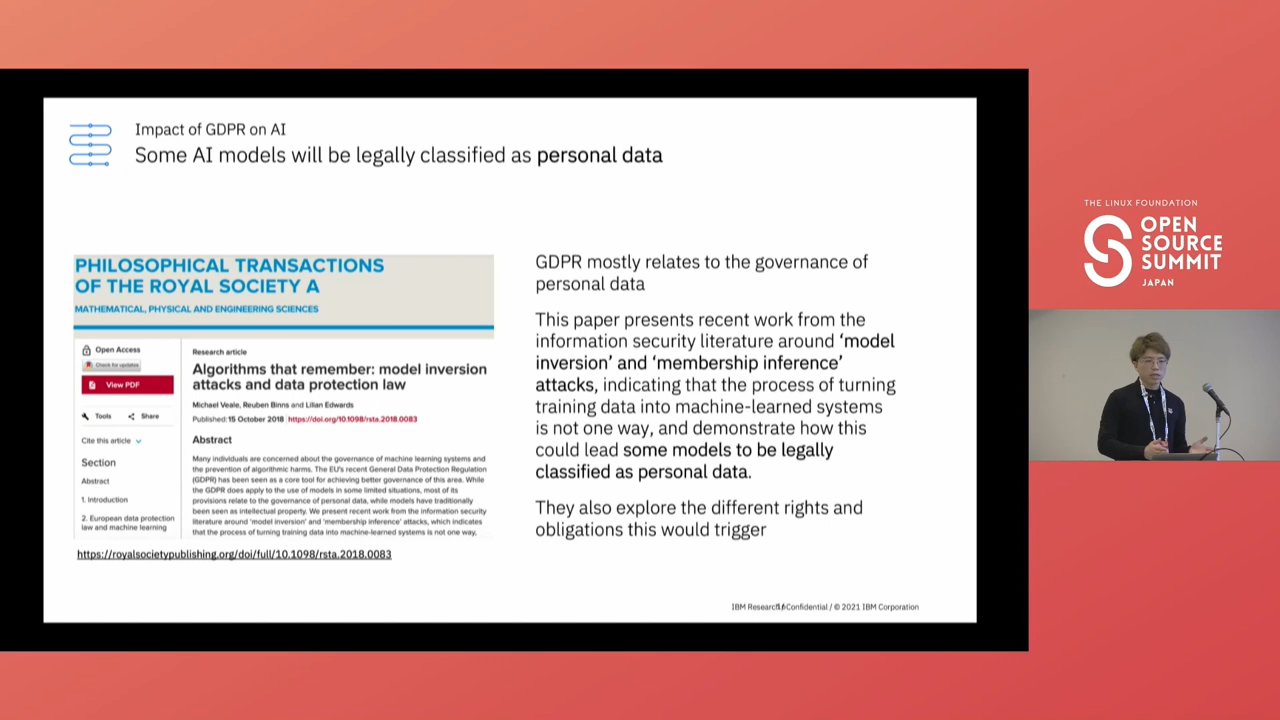 Impact of GDPR on AI
Some AI models will be legally classified as personal data
PHILOSOPHICAL TRANSACTIONS
OF THE ROYAL SOCIETY A
MATHEMATICAL, PHYSICAL AND ENGINEERING SCIENCES
Open Access
Check for updates
View PDF
Tools
Share
Cite this article
Section
Abstract
1. Introduction
2. European data protection
law and machine learning
Research article
Algorithms that remember: model inversion
attacks and data protection law
Michael Veale, Reuben Binns and Lilian Edwards
Published:15 October 2018 https://doi.org/10.1098/rsta.2018.0083
Abstract
Many individuals are concerned about the governance of machine learning systems and
the prevention of algorithmic harms. The EU's recent General Data Protection Regulation
(GDPR) has been seen as a core tool for achieving better governance of this area. While
the GDPR does apply to the use of models in some limited situations, most of its
provisions relate to the governance of personal data, while models have traditionally
been seen as intellectual property. We present recent work from the information security
literature around 'model inversion' and 'membership inference' attacks, which indicates
that the process of turning training data into machine-learned systems is not one way,
https://royalsocietypublishing.org/doi/full/10.1098/rsta.2018.0083
GDPR mostly relates to the governance of
personal data
This paper presents recent work from the
information security literature around ‘model
inversion’ and ‘membership inference’
attacks, indicating that the process of turning
training data into machine-learned systems
is not one way, and demonstrate how this
could lead some models to be legally
classified as personal data.
They also explore the different rights and
obligations this would trigger
IBM Research Confidential / © 2021 IBM Corporation
THE LINUX FOUNDATION
OPEN
SOURCE
SUMMIT
JAPAN